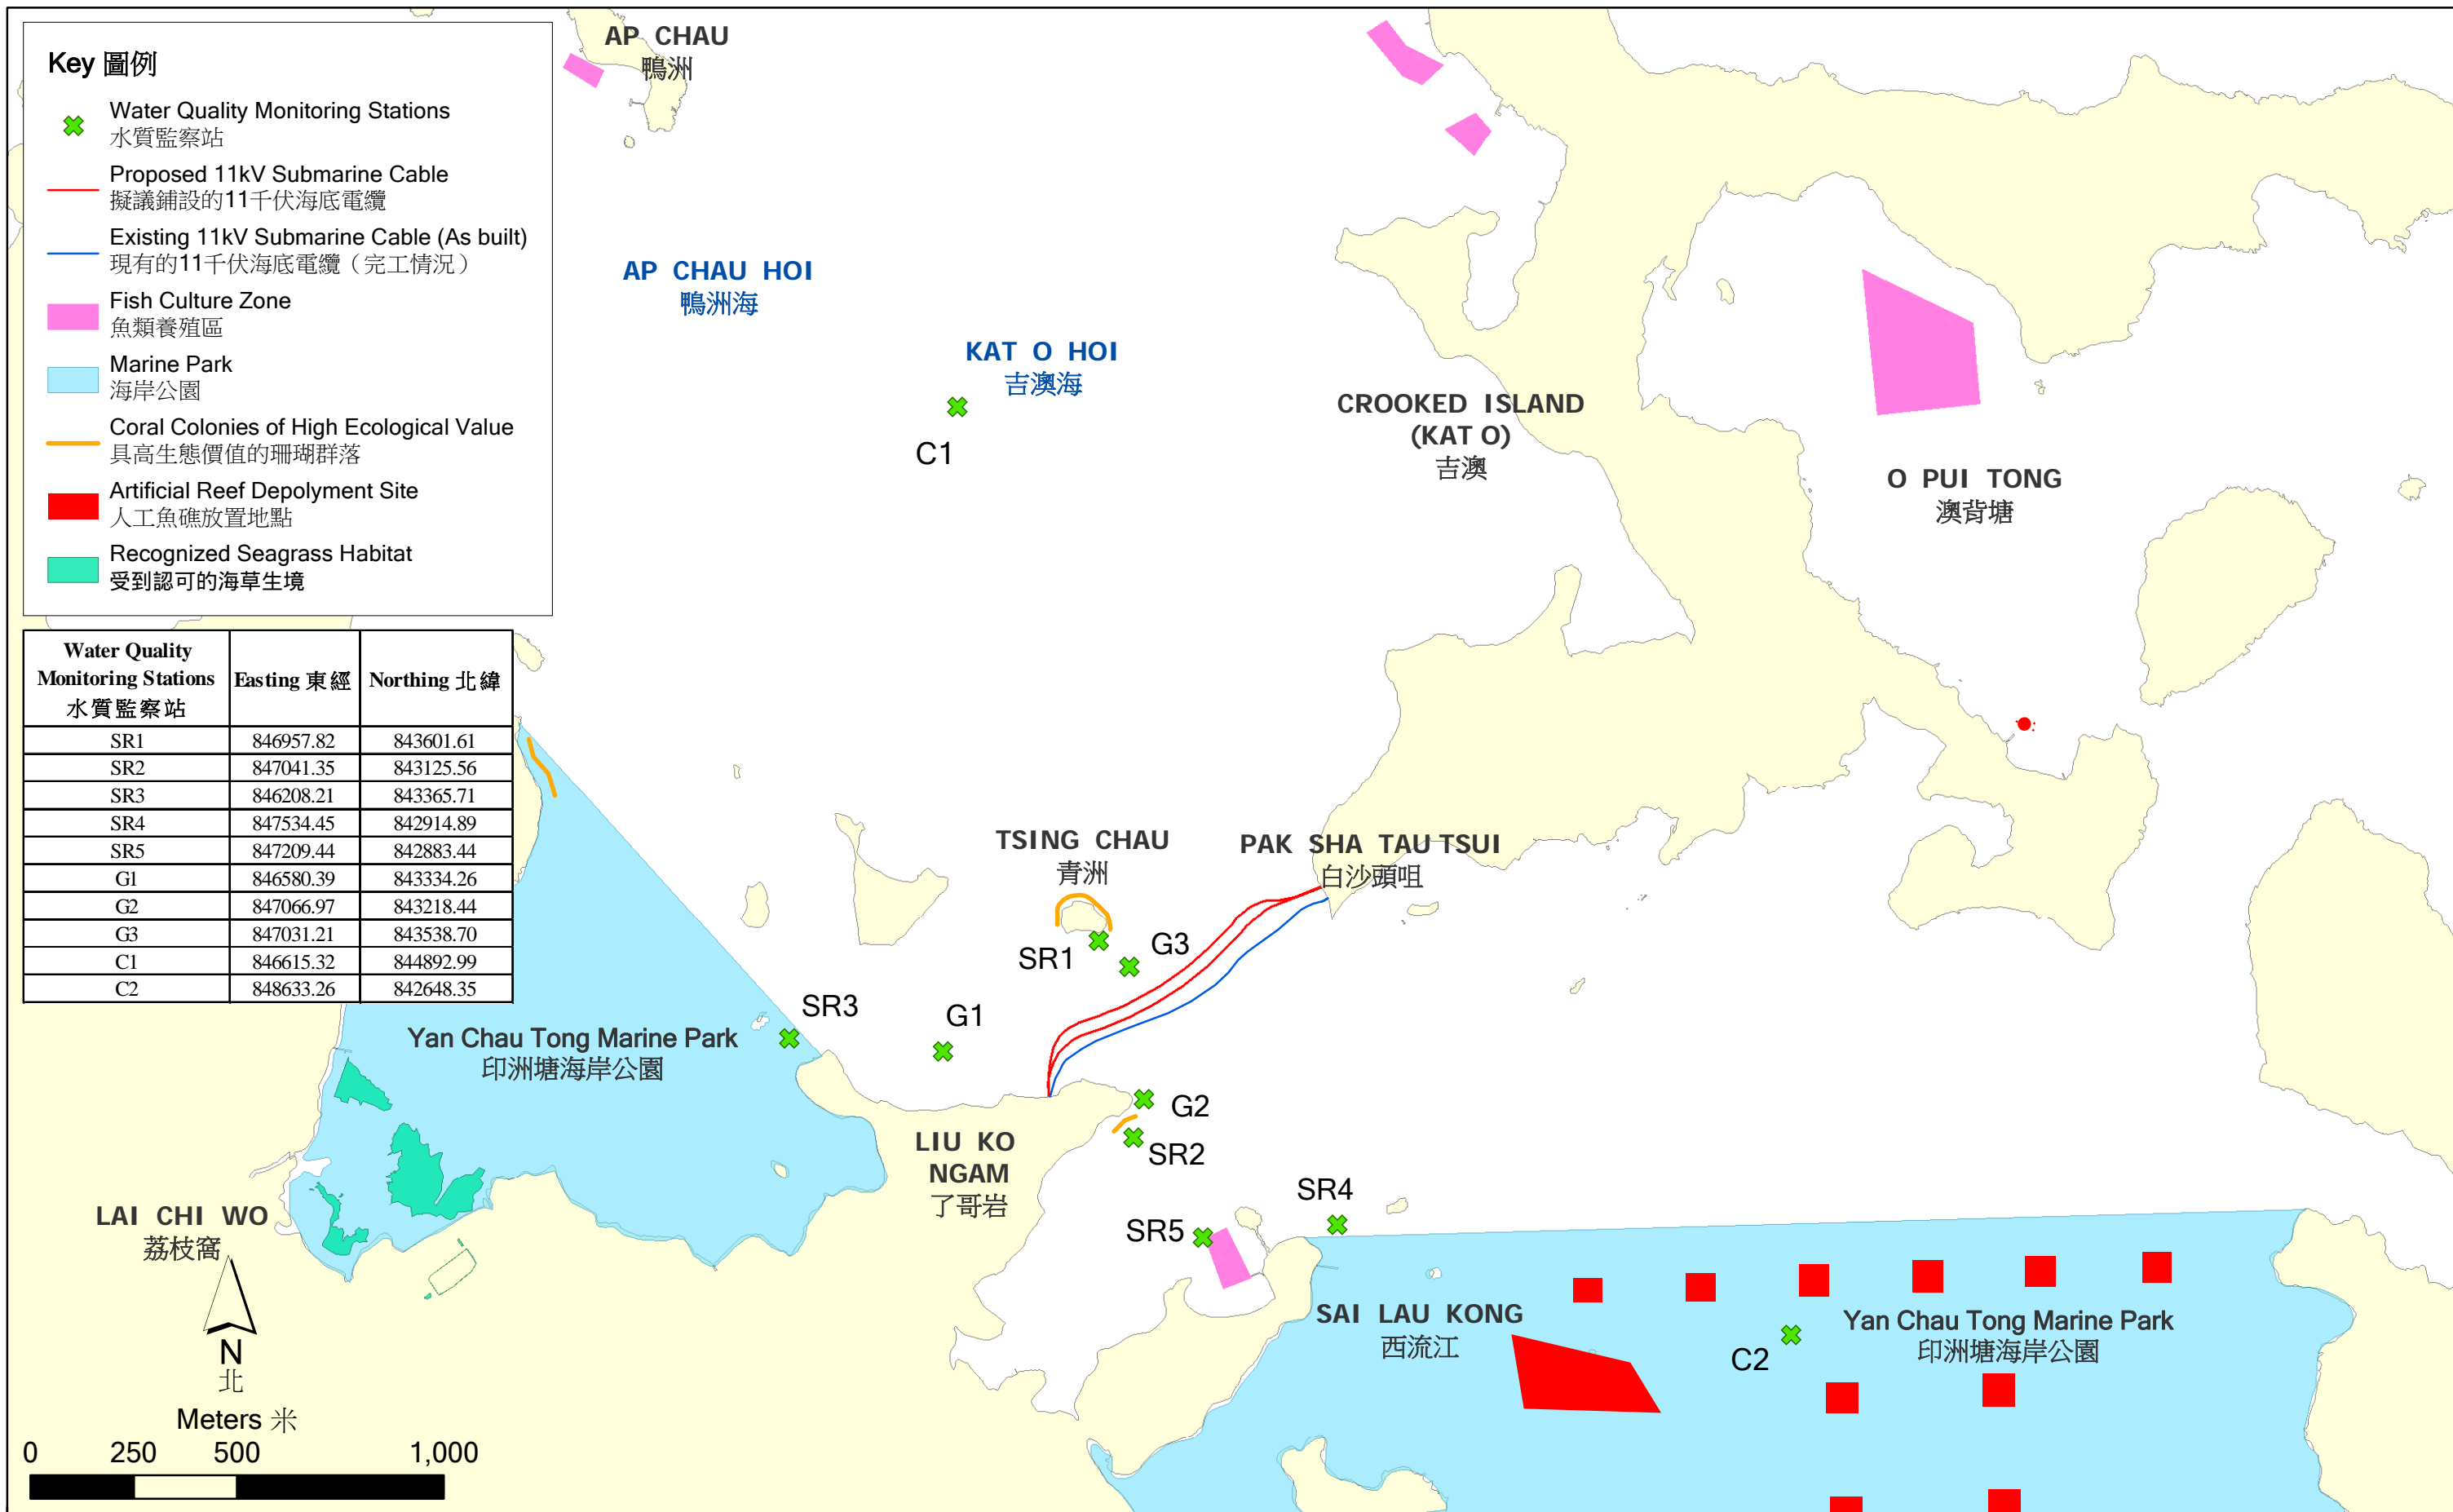 Key 圖例
Water Quality Monitoring Stations
水質監察站
Proposed 11kV Submarine Cable
擬議鋪設的11千伏海底電纜
Existing 11kV Submarine Cable (As built)
現有的11千伏海底電纜（完工情況）
Fish Culture Zone
魚類養殖區
Marine Park
海岸公園
Coral Colonies of High Ecological Value
具高生態價值的珊瑚群落
Artificial Reef Depolyment Site
人工魚礁放置地點
Recognized Seagrass Habitat
受到認可的海草生境
Water Quality Monitoring Stations 水質監察站 Easting 東經 Northing 北緯
SR1 846957.82 843601.61
SR2 847041.35 843125.56
SR3 846208.21 843365.71
SR4 847534.45 842914.89
SR5 847209.44 842883.44
G1 846580.39 843334.26
G2 847066.97 843218.44
G3 847031.21 843538.70
C1 846615.32 844892.99
C2 848633.26 842648.35
AP CHAU
鴨洲
AP CHAU HOI
鴨洲海
KAT O HOI
吉澳海
C1
CROOKED ISLAND
(KAT O)
吉澳
O PUI TONG
澳背塘
TSING CHAU
青洲
PAK SHA TAU TSUI
白沙頭咀
SR1
G3
SR3
G1
Yan Chau Tong Marine Park
印洲塘海岸公園
G2
SR2
LIU KO
NGAM
了哥岩
SR4
SR5
LAI CHI WO
荔枝窩
SAI LAU KONG
西流江
C2
Yan Chau Tong Marine Park
印洲塘海岸公園
N
北
Meters 米
0 250 500 1,000